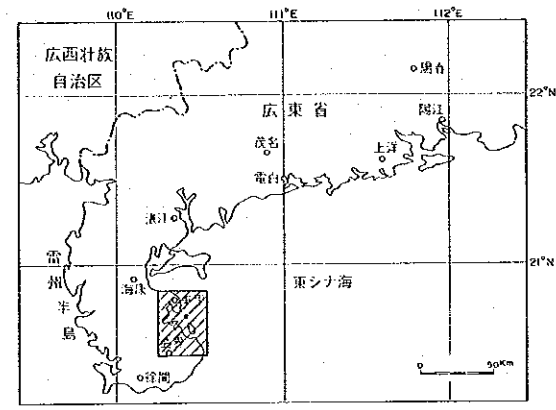 110°E
111°E
112°E
広西壮族
自治区
陽春
22°N
広東省
陽江
茂名
上洋
電白
湛江
21°N
雷州半島
海康
東シナ海
徐聞
0 50Km